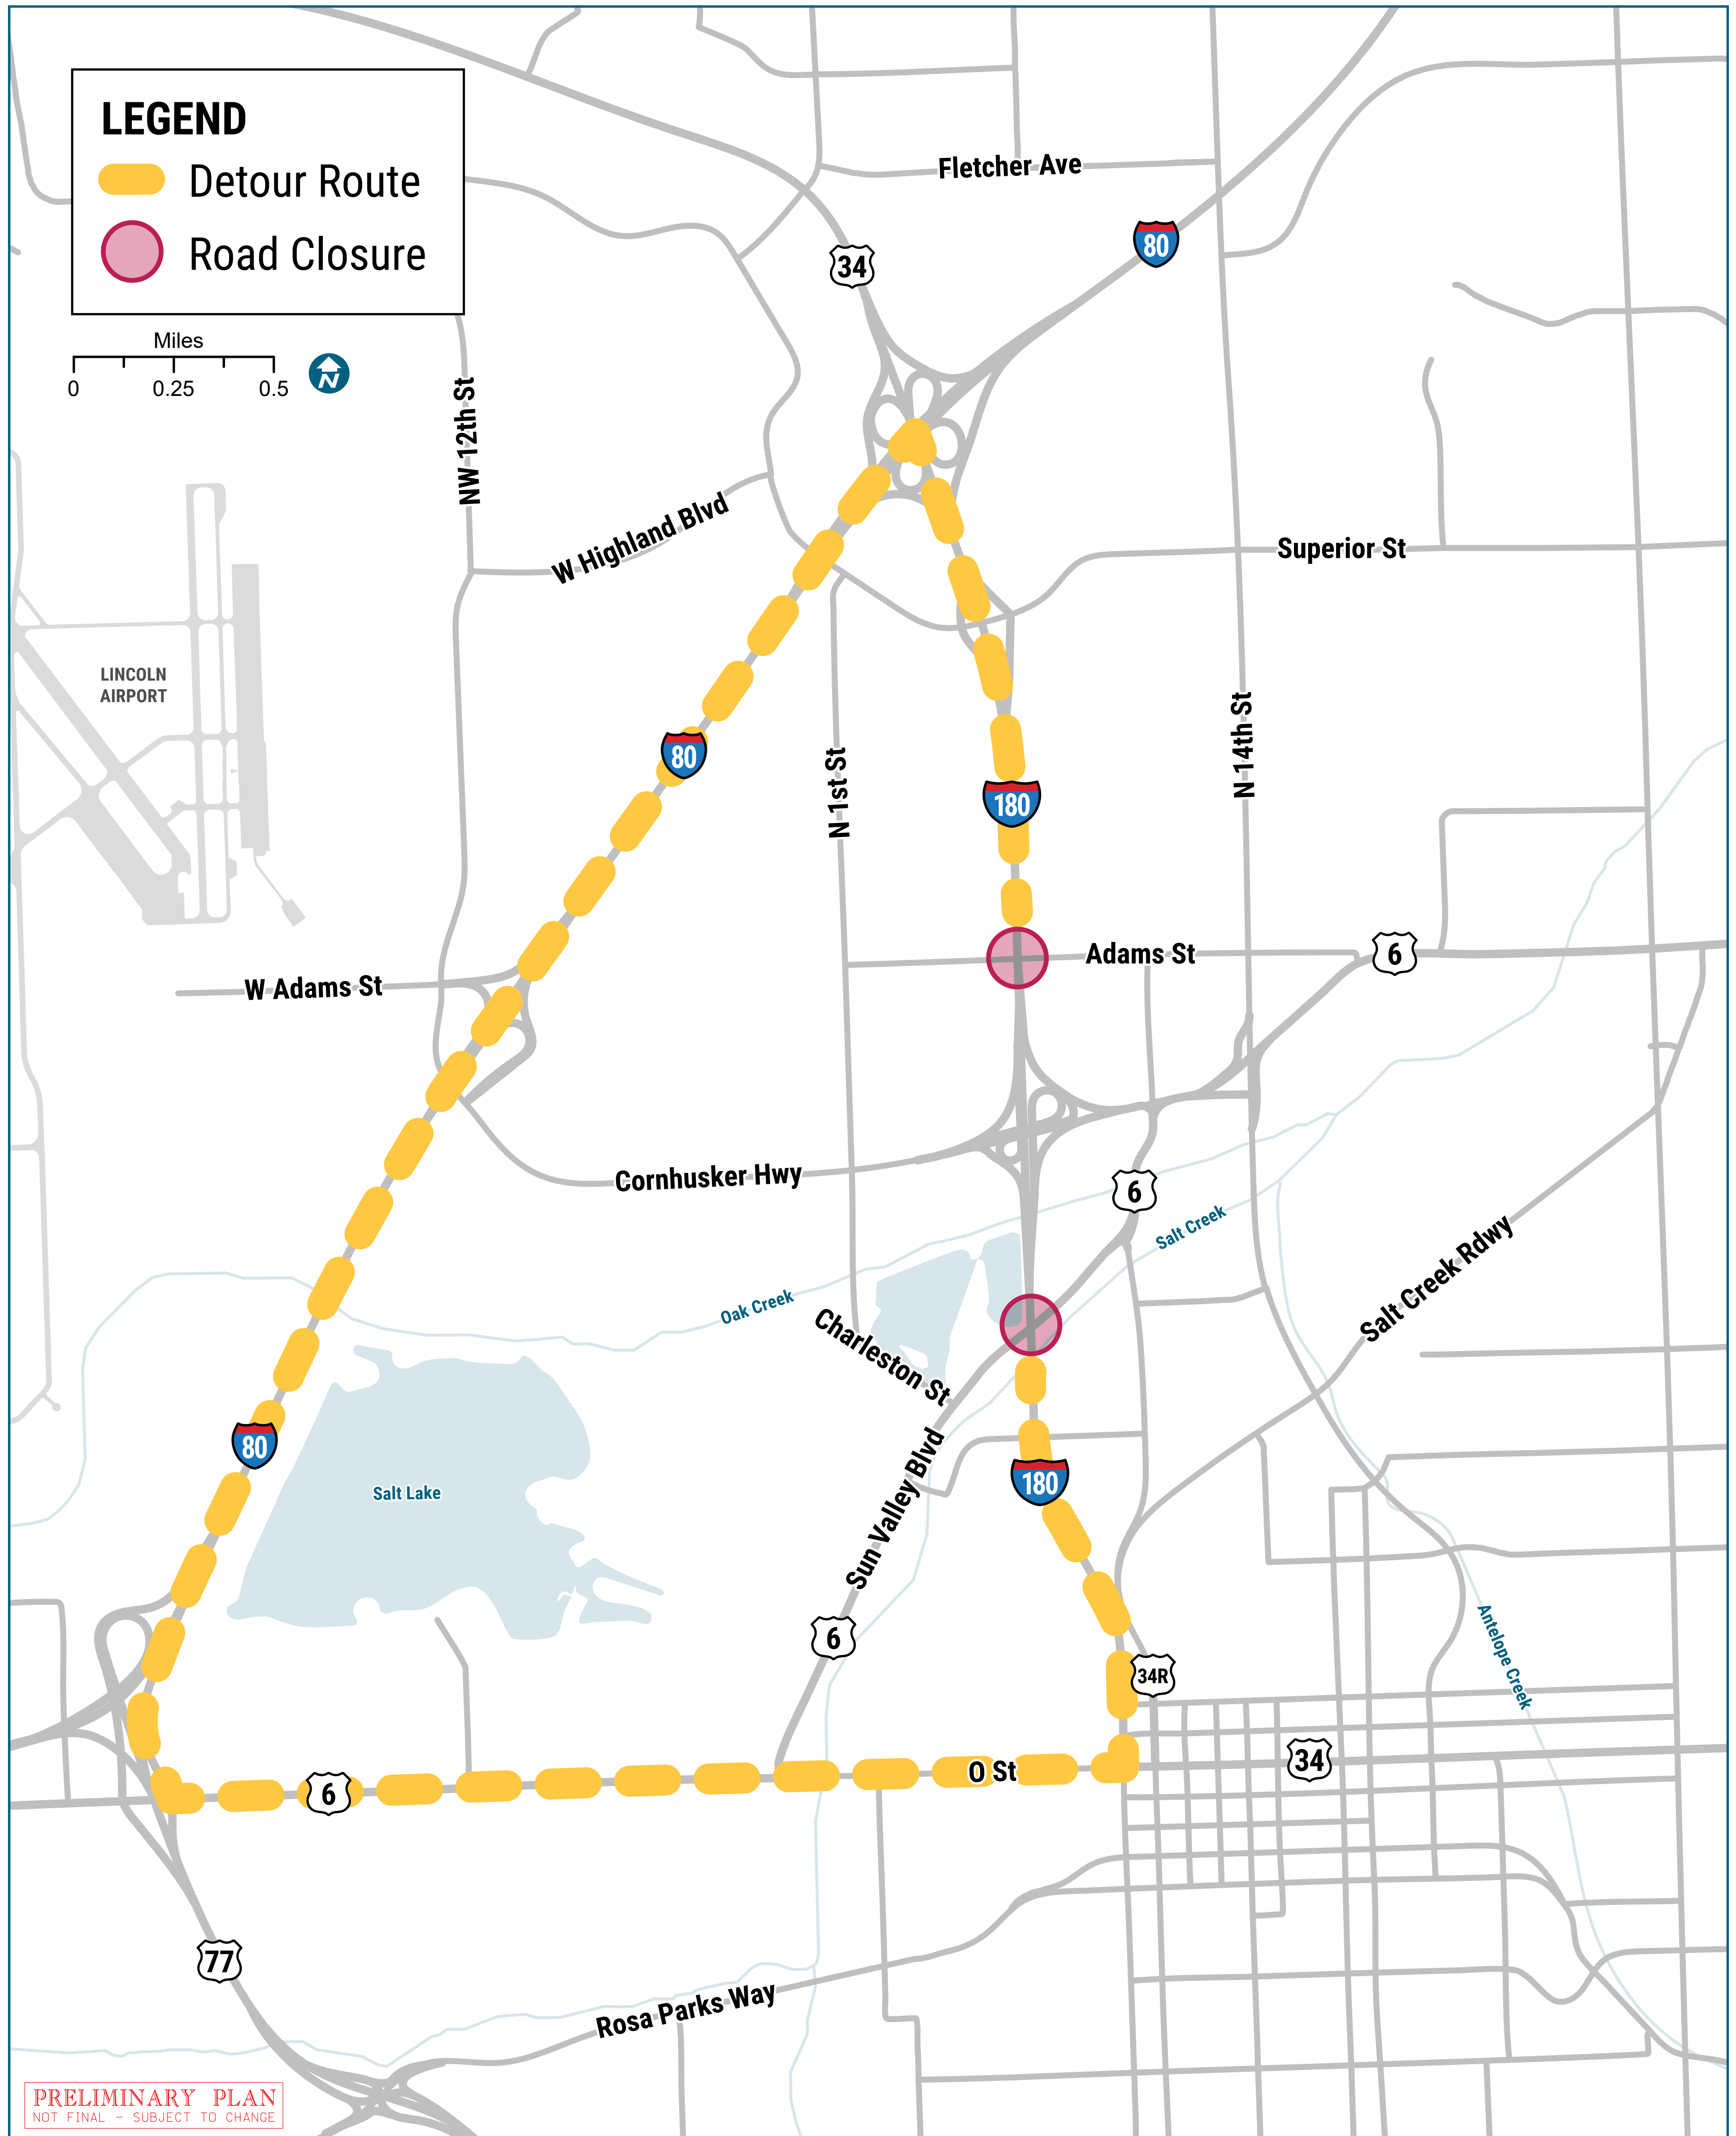 LEGEND
Detour Route
Road Closure
Miles
0 0.25 0.5
N
Fletcher Ave
80
34
NW 12th St
W Highland Blvd
Superior St
LINCOLN
AIRPORT
N 14th St
80
N 1st St
180
Adams St
6
W Adams St
Cornhusker Hwy
6
Salt Creek
Salt Creek Rdwy
Oak Creek
Charleston St
80
Salt Lake
Sun Valley Blvd
180
6
Antelope Creek
34R
34
O St
6
77
Rosa Parks Way
PRELIMINARY PLAN
NOT FINAL – SUBJECT TO CHANGE